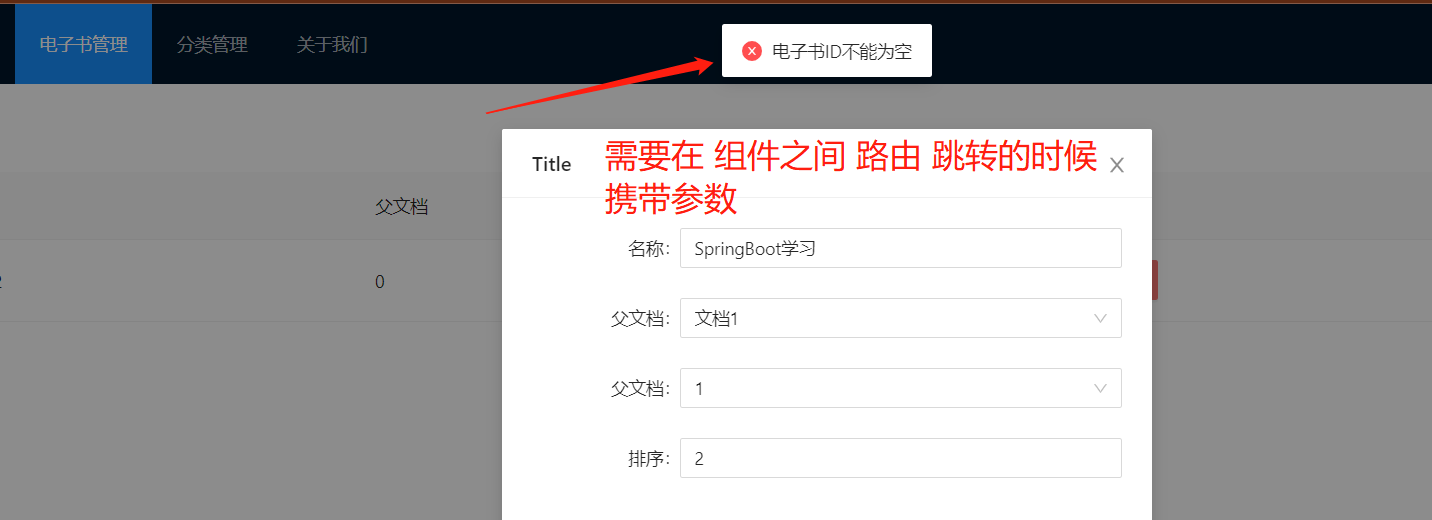 电子书管理 分类管理 关于我们
电子书ID不能为空
Title
需要在 组件之间 路由 跳转的时候
携带参数
父文档
名称: SpringBoot学习
0
父文档: 文档1
父文档: 1
排序: 2